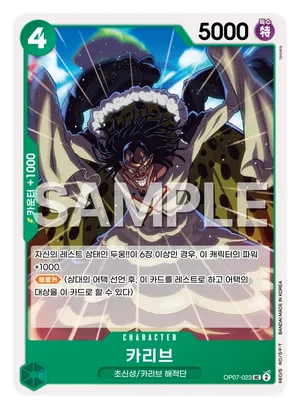 4
5000
특수
特
카운터 +1000
SAMPLE
자신의 레스트 상태인 두웅!!이 6장 이상인 경우, 이 캐릭터의 파워
+1000.
블로커 (상대의 어택 선언 후, 이 카드를 레스트로 하고 어택의
대상을 이 카드로 할 수 있다)
CHARACTER
카리브
초신성/카리브 해적단
OP07-023 UC 2